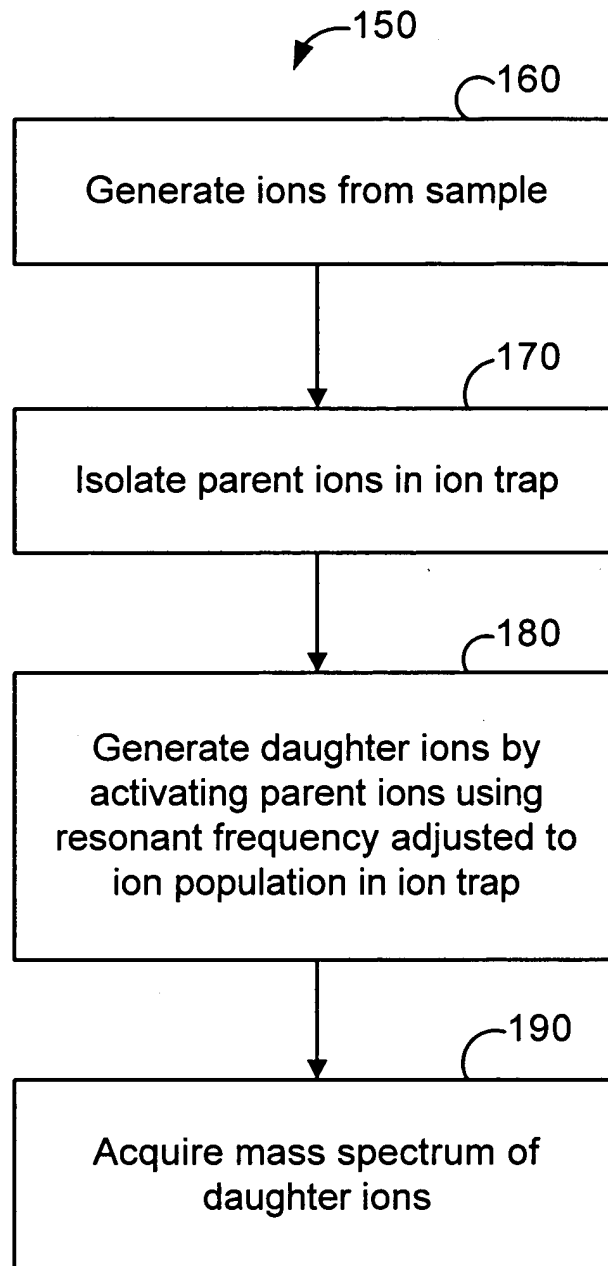 150
160
Generate ions from sample
170
Isolate parent ions in ion trap
180
Generate daughter ions by
activating parent ions using
resonant frequency adjusted to
ion population in ion trap
190
Acquire mass spectrum of
daughter ions